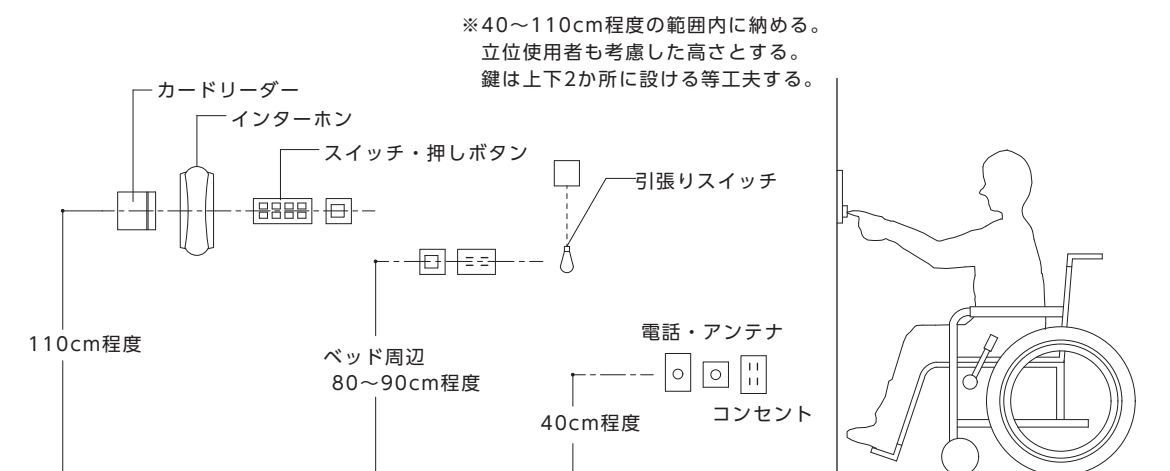 ※40～110cm程度の範囲内に納める。
立位使用者も考慮した高さとする。
鍵は上下2か所に設ける等工夫する。
カードリーダー
インターホン
スイッチ・押しボタン
引張りスイッチ
110cm程度
ベッド周辺
80～90cm程度
電話・アンテナ
コンセント
40cm程度